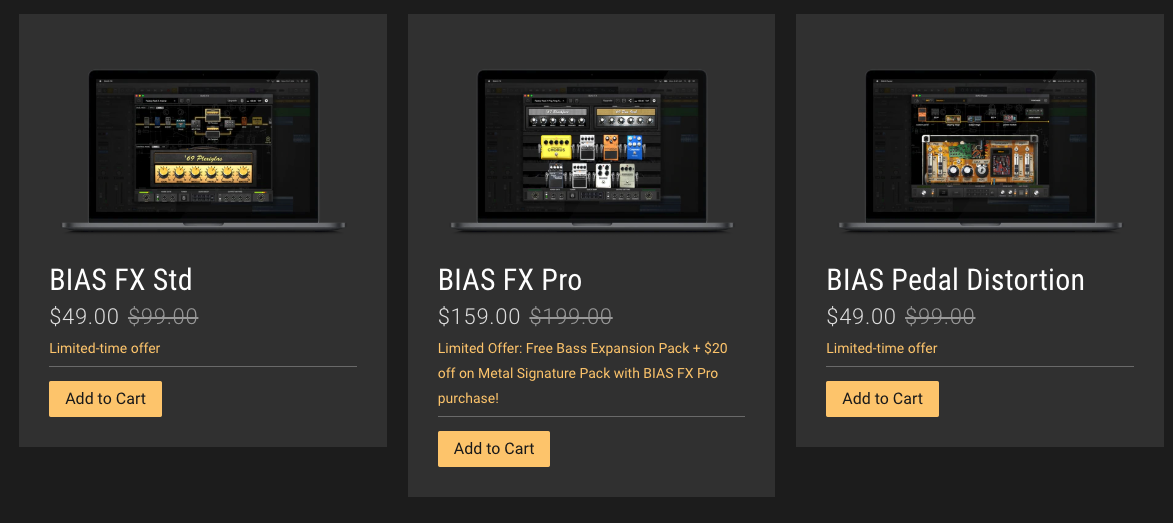 '69 Plexiglas
CHORUS
BIAS FX Std
$49.00 $99.00
Limited-time offer
Add to Cart
BIAS FX Pro
$159.00 $199.00
Limited Offer: Free Bass Expansion Pack + $20
off on Metal Signature Pack with BIAS FX Pro
purchase!
Add to Cart
BIAS Pedal Distortion
$49.00 $99.00
Limited-time offer
Add to Cart